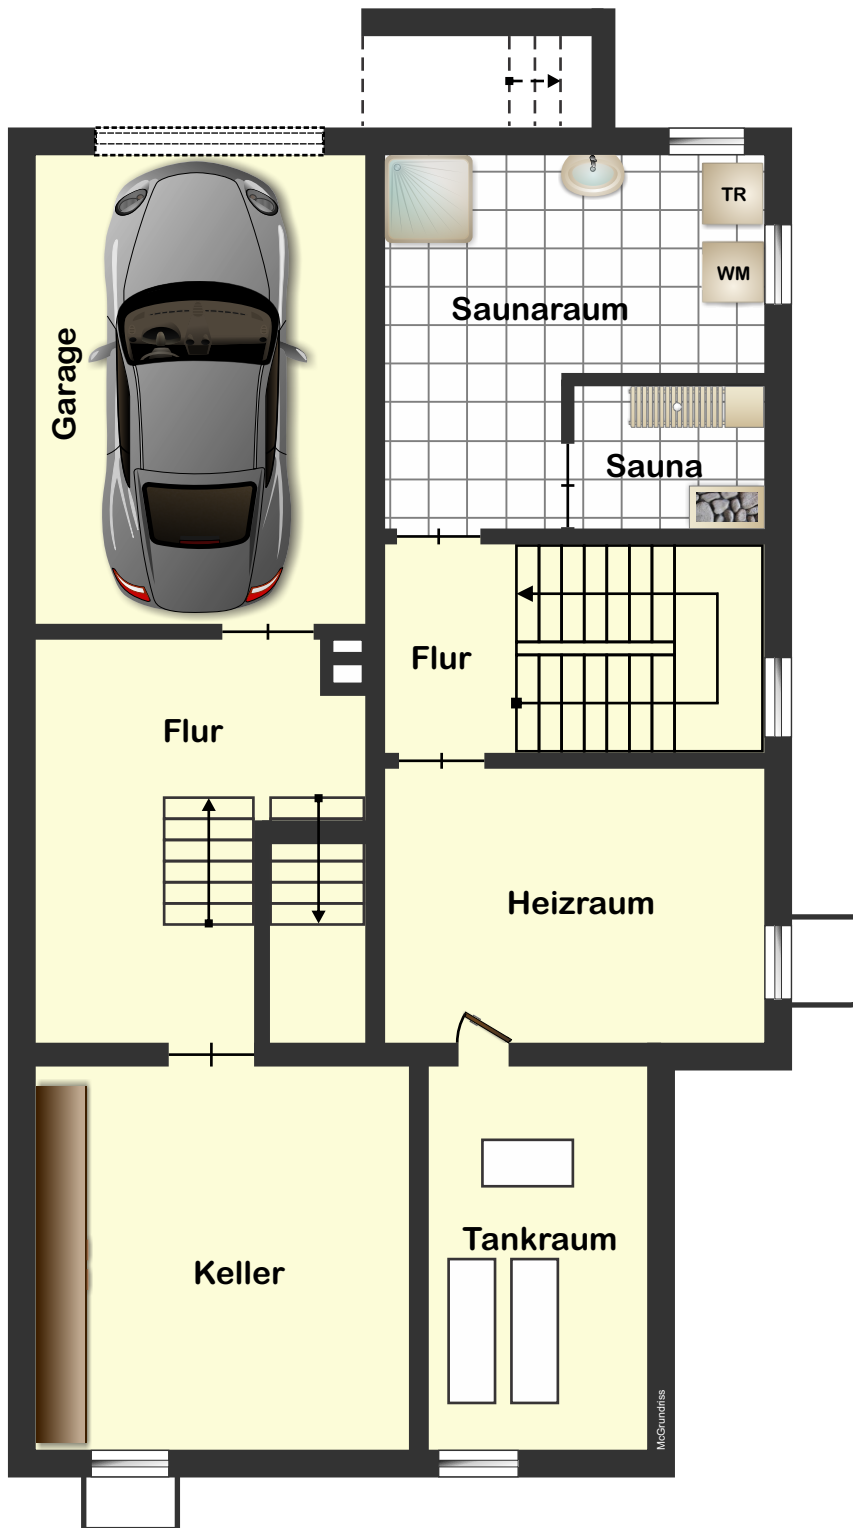 TR
WM
Saunaraum
Garage
Sauna
Flur
Flur
Heizraum
Tankraum
Keller
McGrundriss